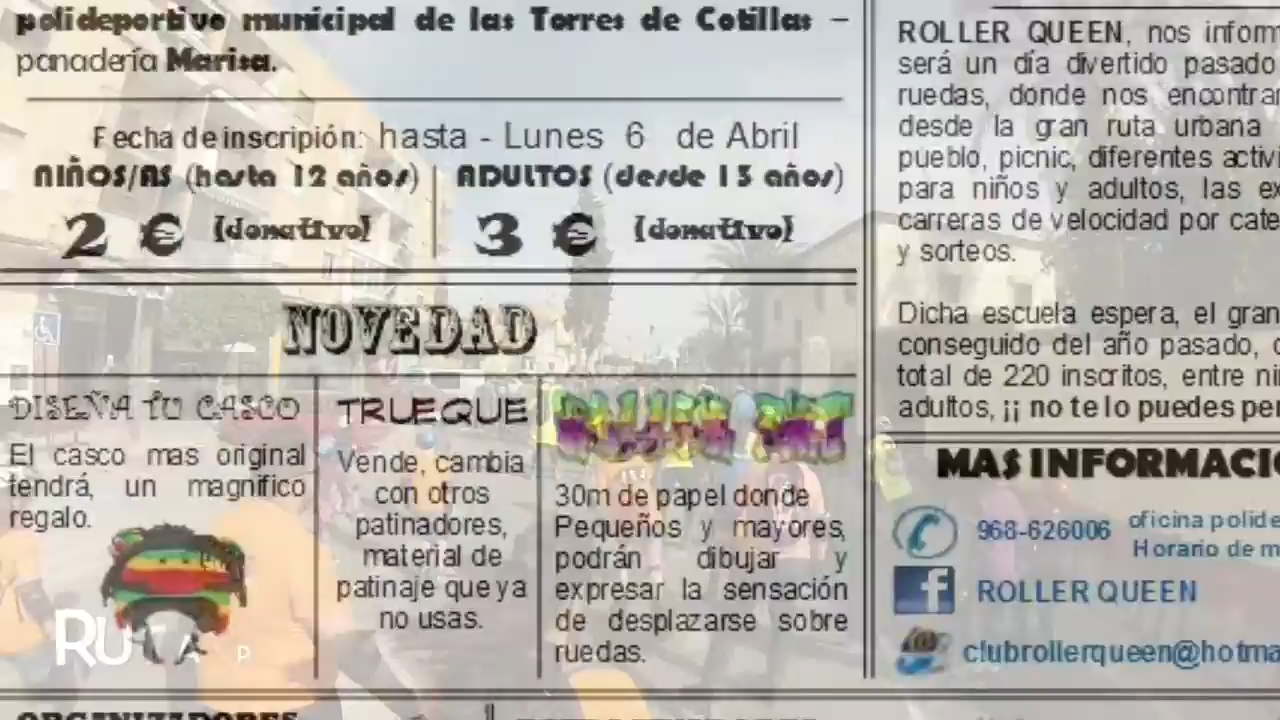 polideportivo municipal de las Torres de Cotillas –
panadería Marisa.
Fecha de inscripión: hasta - Lunes 6 de Abril
NIÑOS/AS (hasta 12 años)
ADULTOS (desde 13 años)
2 € (donativo)
3 € (donativo)
NOVEDAD
DISEÑA TU CASCO
El casco mas original
tendrá, un magnífico
regalo.
TRUEQUE
Vende, cambia
con otros
patinadores,
material de
patinaje que ya
no usas.
ROLLER ART
30m de papel donde
Pequeños y mayores,
podrán dibujar y
expresar la sensación
de desplazarse sobre
ruedas.
ROLLER QUEEN, nos inform
será un día divertido pasado
ruedas, donde nos encontrar
desde la gran ruta urbana
pueblo, picnic, diferentes activi
para niños y adultos, las ex
carreras de velocidad por cate
y sorteos.
Dicha escuela espera, el gran
conseguido del año pasado, c
total de 220 inscritos, entre ni
adultos, ¡¡ no te lo puedes per
MAS INFORMACIO
968-626006
oficina polide
Horario de m
ROLLER QUEEN
clubrollerqueen@hotma
RUTA P
ORGANIZADORES